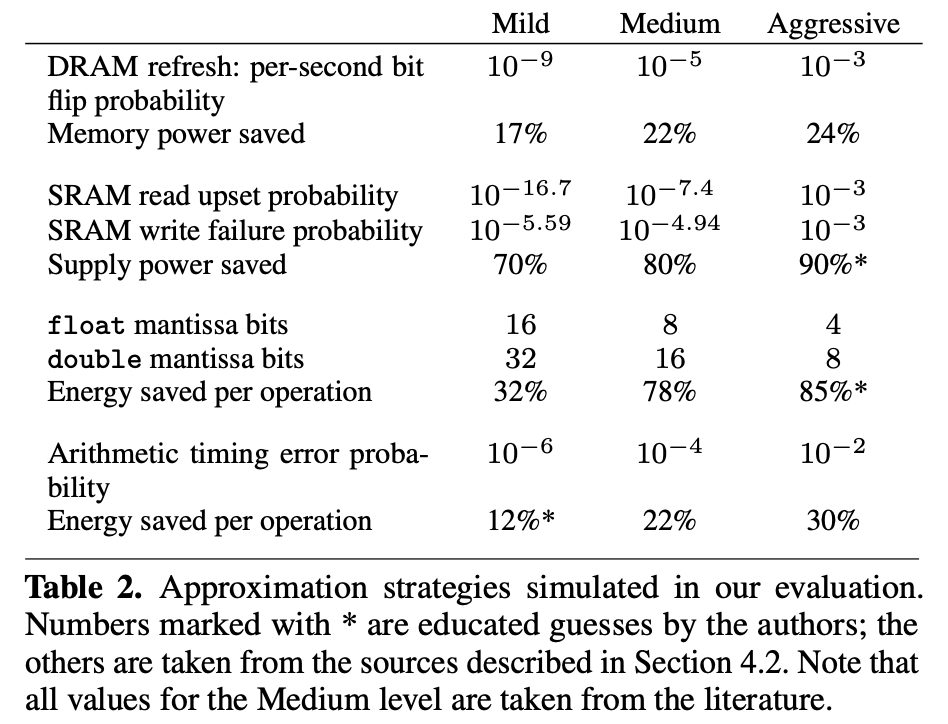 Mild Medium Aggressive
DRAM refresh: per-second bit 10⁻⁹ 10⁻⁵ 10⁻³
flip probability
Memory power saved 17% 22% 24%
SRAM read upset probability 10⁻¹⁶·⁷ 10⁻⁷·⁴ 10⁻³
SRAM write failure probability 10⁻⁵·⁵⁹ 10⁻⁴·⁹⁴ 10⁻³
Supply power saved 70% 80% 90%*
float mantissa bits 16 8 4
double mantissa bits 32 16 8
Energy saved per operation 32% 78% 85%*
Arithmetic timing error proba- 10⁻⁶ 10⁻⁴ 10⁻²
bility
Energy saved per operation 12%* 22% 30%
Table 2. Approximation strategies simulated in our evaluation.
Numbers marked with * are educated guesses by the authors; the
others are taken from the sources described in Section 4.2. Note that
all values for the Medium level are taken from the literature.